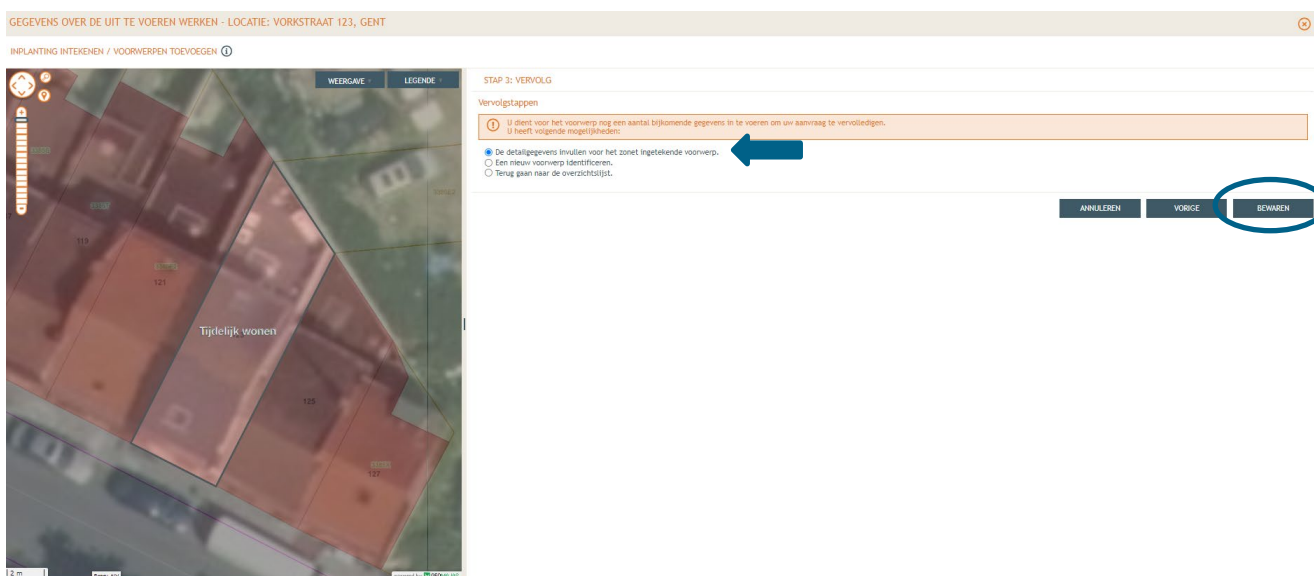 GEGEVENS OVER DE UIT TE VOEREN WERKEN - LOCATIE: VORKSTRAAT 123, GENT
INPLANTING INTEKENEN / VOORWERPEN TOEVOEGEN
WEERGAVE
LEGENDE
119
121
Tijdelijk wonen
125
127
2 m
STAP 3: VERVOLG
Vervolgstappen
U dient voor het voorwerp nog een aantal bijkomende gegevens in te voeren om uw aanvraag te vervolledigen.
U heeft volgende mogelijkheden:
De detailgegevens invullen voor het zonet ingetekende voorwerp.
Een nieuw voorwerp identificeren.
Terug gaan naar de overzichtslijst.
ANNULEREN
VORIGE
BEWAREN